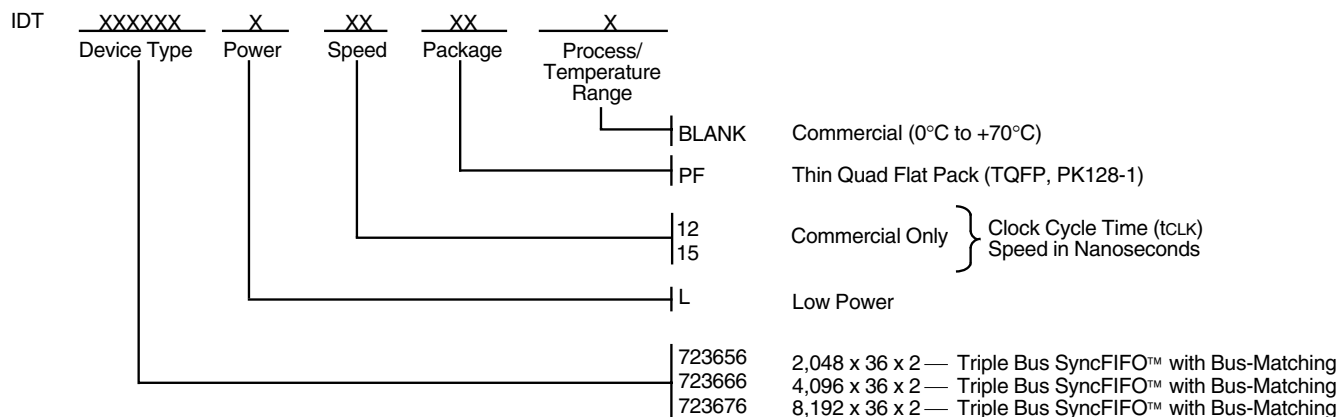 IDT XXXXXX X XX XX X
Device Type Power Speed Package Process/
Temperature
Range
BLANK Commercial (0°C to +70°C)
PF Thin Quad Flat Pack (TQFP, PK128-1)
12
15
Commercial Only
Clock Cycle Time (tCLK)
Speed in Nanoseconds
L Low Power
723656 2,048 x 36 x 2 — Triple Bus SyncFIFO™ with Bus-Matching
723666 4,096 x 36 x 2 — Triple Bus SyncFIFO™ with Bus-Matching
723676 8,192 x 36 x 2 — Triple Bus SyncFIFO™ with Bus-Matching